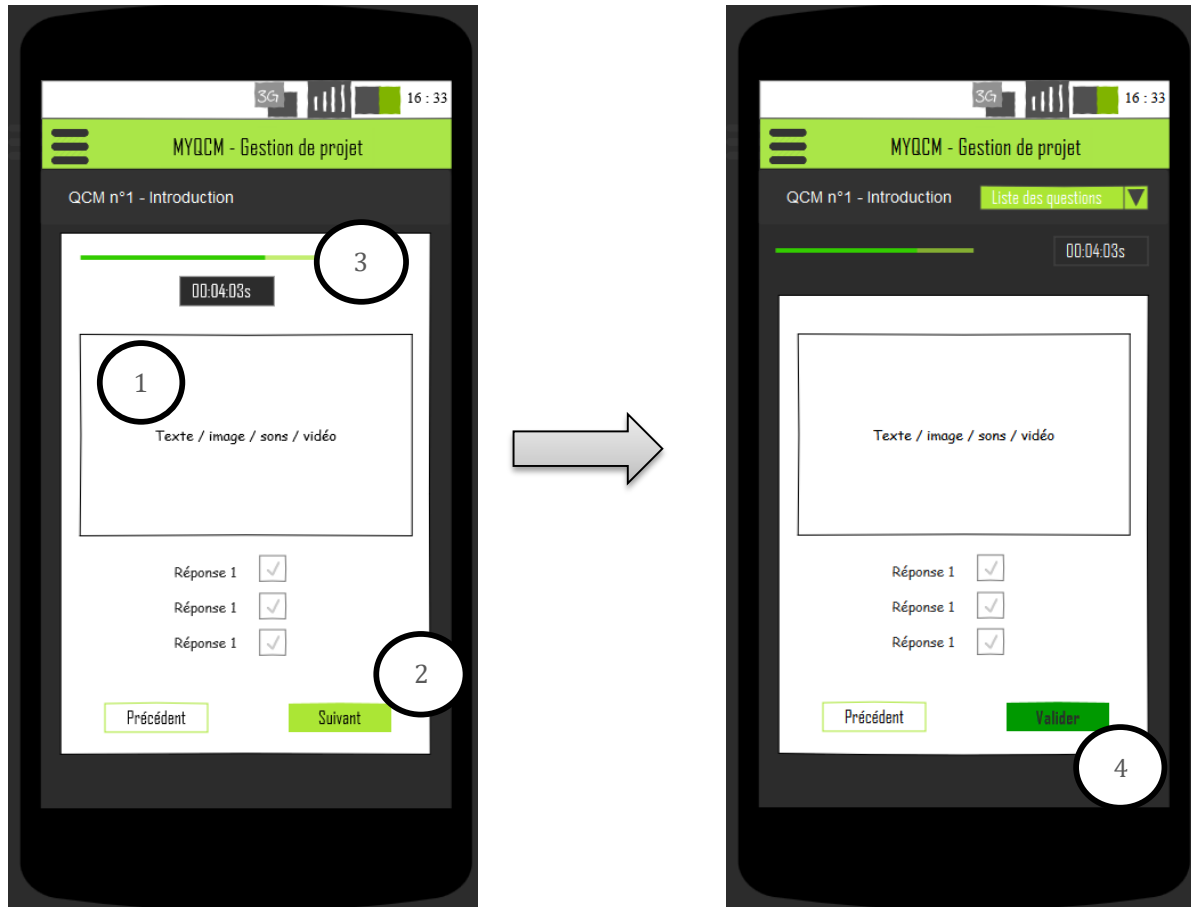 3G 16 : 33
MYQCM - Gestion de projet
QCM n°1 - Introduction
3
00:04:03s
1
Texte / image / sons / vidéo
Réponse 1
Réponse 1
Réponse 1
2
Précédent Suivant
3G 16 : 33
MYQCM - Gestion de projet
QCM n°1 - Introduction Liste des questions
00:04:03s
Texte / image / sons / vidéo
Réponse 1
Réponse 1
Réponse 1
Précédent Valider
4